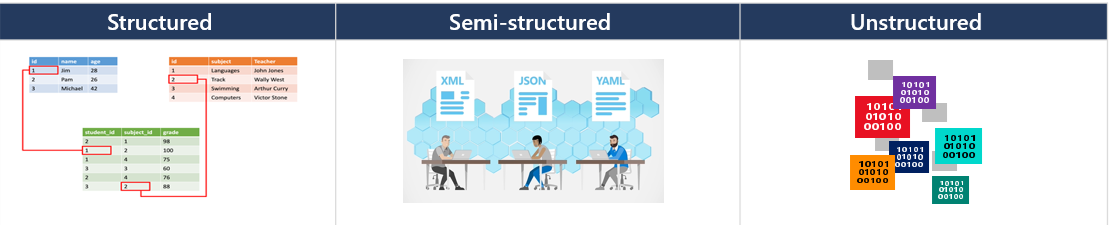 Structured
Semi-structured
Unstructured
id name age
1 Jim 28
2 Pam 26
3 Michael 42
id subject Teacher
1 Languages John Jones
2 Track Wally West
3 Swimming Arthur Curry
4 Computers Victor Stone
student_id subject_id grade
2 1 98
1 2 100
1 4 75
3 3 60
2 4 76
3 2 88
XML
JSON
YAML
10101
01010
00100
10101
01010
00100
10101
01010
00100
10101
01010
00100
10101
01010
00100
10101
01010
00100